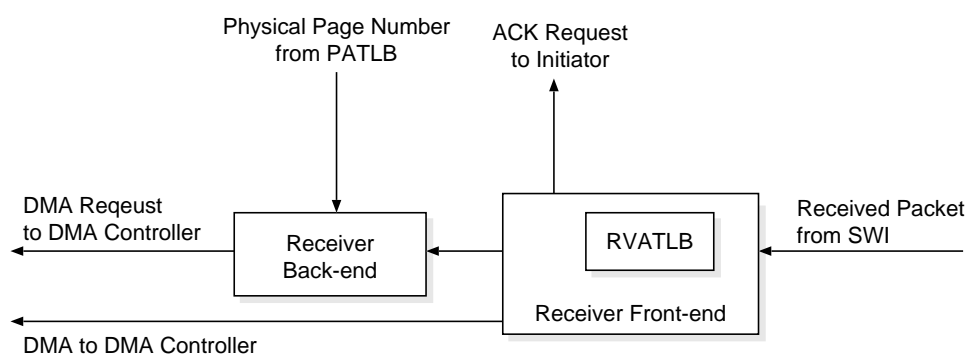 Physical Page Number
from PATLB
ACK Request
to Initiator
DMA Reqeust
to DMA Controller
Receiver
Back-end
RVATLB
Receiver Front-end
Received Packet
from SWI
DMA to DMA Controller